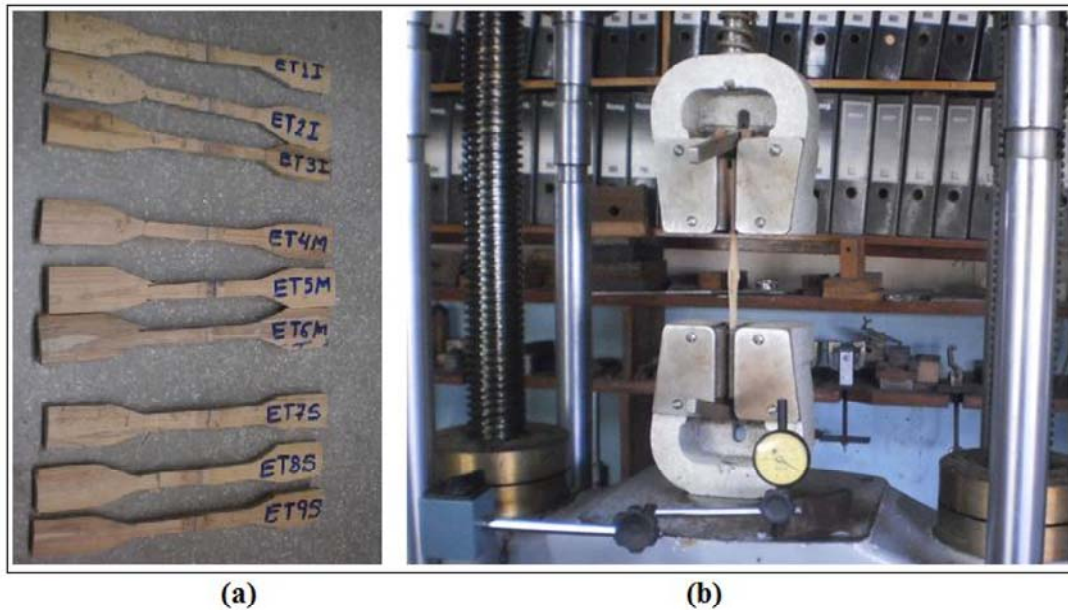 ET1I
ET2I
ET3I
ET4M
ET5M
ET6M
ET7S
ET8S
ET9S
(a)
(b)